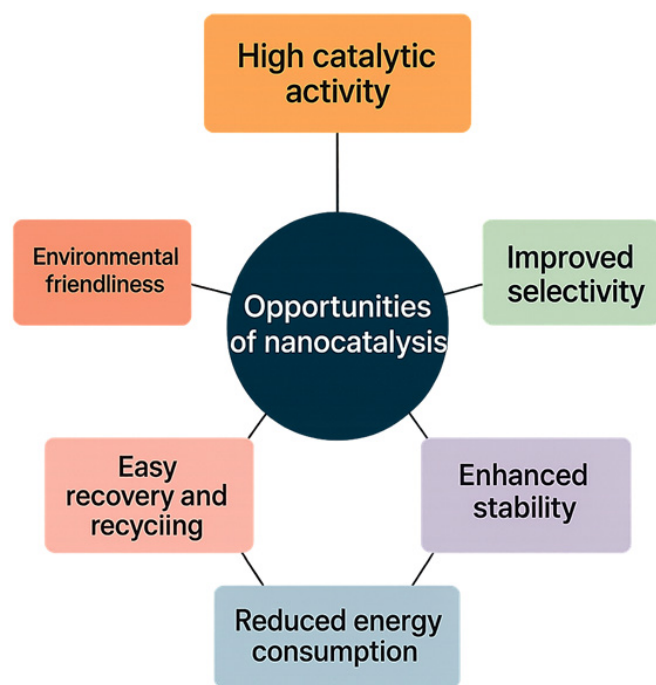 High catalytic
activity
Environmental
friendliness
Improved
selectivity
Opportunities
of nanocatalysis
Easy
recovery and
recyciing
Enhanced
stability
Reduced energy
consumption